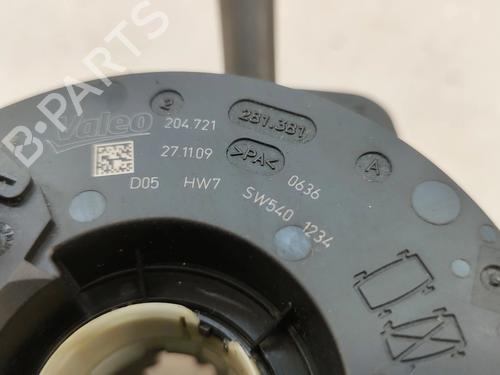 B-PARTS
Valeo
2
204.721
281.381
27.11.09
>PA<
A
D05 HW7 SW540 0636
1234